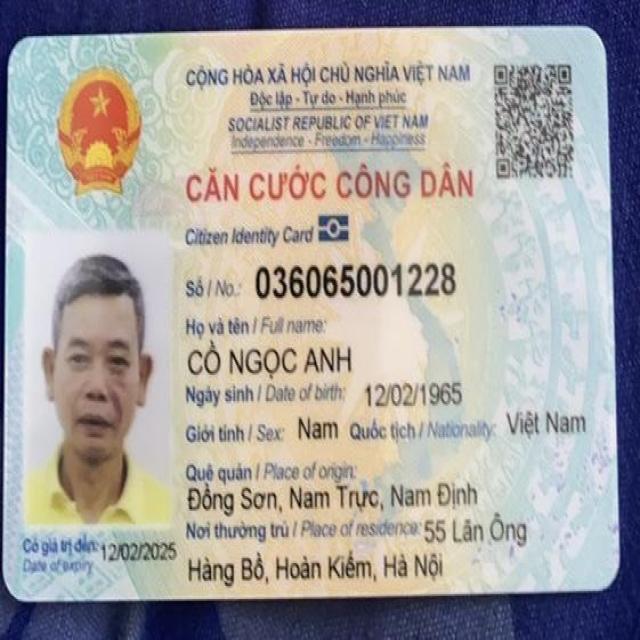 CỘNG HÒA XÃ HỘI CHỦ NGHĨA VIỆT NAM
Độc lập - Tự do - Hạnh phúc
SOCIALIST REPUBLIC OF VIET NAM
Independence - Freedom - Happiness
CĂN CƯỚC CÔNG DÂN
Citizen Identity Card
Số / No.: 036065001228
Họ và tên / Full name:
CỒ NGỌC ANH
Ngày sinh / Date of birth: 12/02/1965
Giới tính / Sex: Nam Quốc tịch / Nationality: Việt Nam
Quê quán / Place of origin:
Đồng Sơn, Nam Trực, Nam Định
Nơi thường trú / Place of residence: 55 Lãn Ông
Hàng Bồ, Hoàn Kiếm, Hà Nội
Có giá trị đến: 12/02/2025
Date of expiry